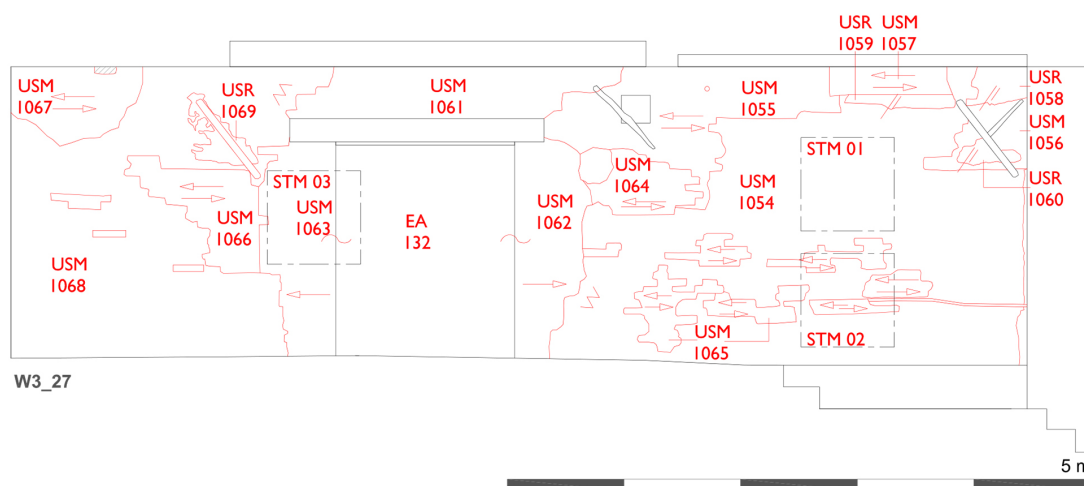 USR USM
1059 1057
USM
1067
USR
1069
USM
1061
USM
1055
USR
1058
USM
1056
STM 01
STM 03
USM
1064
USR
1060
USM
1063
USM
1066
EA
132
USM
1062
USM
1054
USM
1068
USM
1065
STM 02
W3_27
5 m